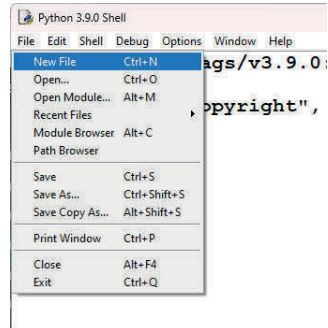 Python 3.9.0 Shell
File Edit Shell Debug Options Window Help
New File Ctrl+N
ags/v3.9.0:
Open... Ctrl+O
Open Module... Alt+M
opyright",
Recent Files
Module Browser Alt+C
Path Browser
Save Ctrl+S
Save As... Ctrl+Shift+S
Save Copy As... Alt+Shift+S
Print Window Ctrl+P
Close Alt+F4
Exit Ctrl+Q